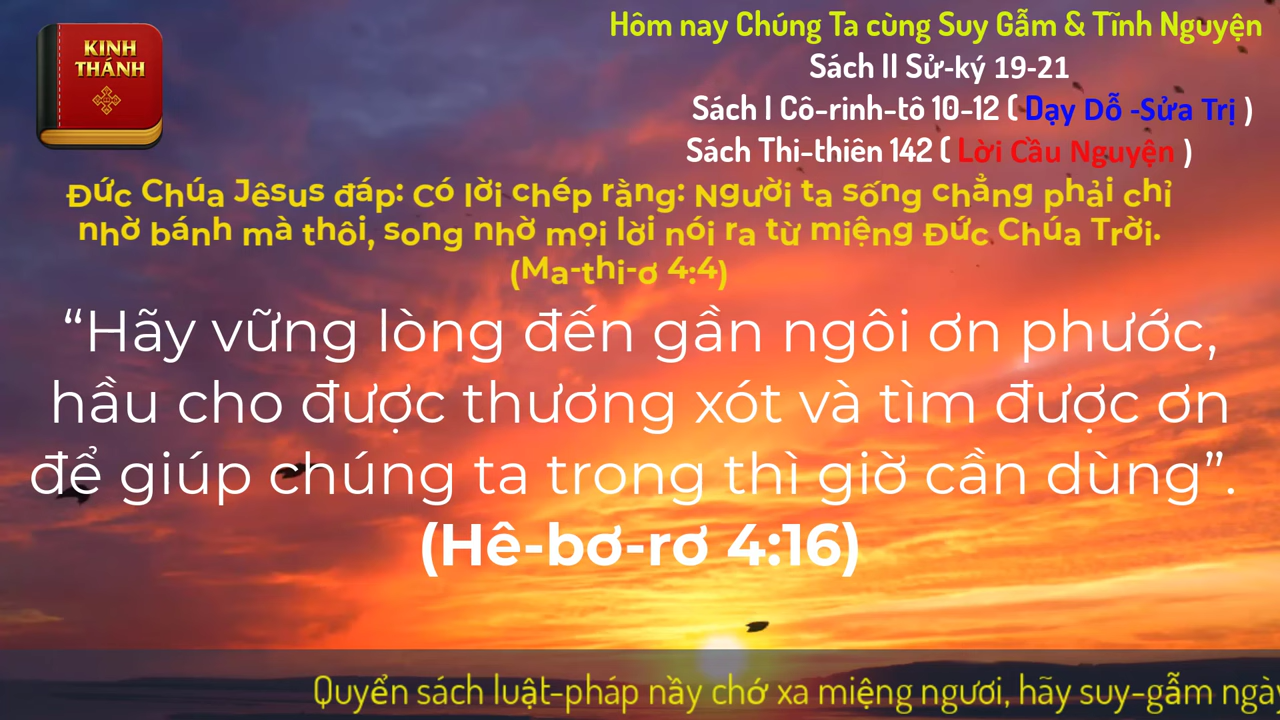 KINH
THÁNH
Hôm nay Chúng Ta cùng Suy Gẫm & Tĩnh Nguyện
Sách II Sử-ký 19-21
Sách I Cô-rinh-tô 10-12 ( Dạy Dỗ -Sửa Trị )
Sách Thi-thiên 142 ( Lời Cầu Nguyện )
Đức Chúa Jêsus đáp: Có lời chép rằng: Người ta sống chẳng phải chỉ
nhờ bánh mà thôi, song nhờ mọi lời nói ra từ miệng Đức Chúa Trời.
(Ma-thi-ơ 4:4)
“Hãy vững lòng đến gần ngôi ơn phước,
hầu cho được thương xót và tìm được ơn
để giúp chúng ta trong thì giờ cần dùng”.
(Hê-bơ-rơ 4:16)
Quyển sách luật-pháp nầy chớ xa miệng ngươi, hãy suy-gẫm ngày